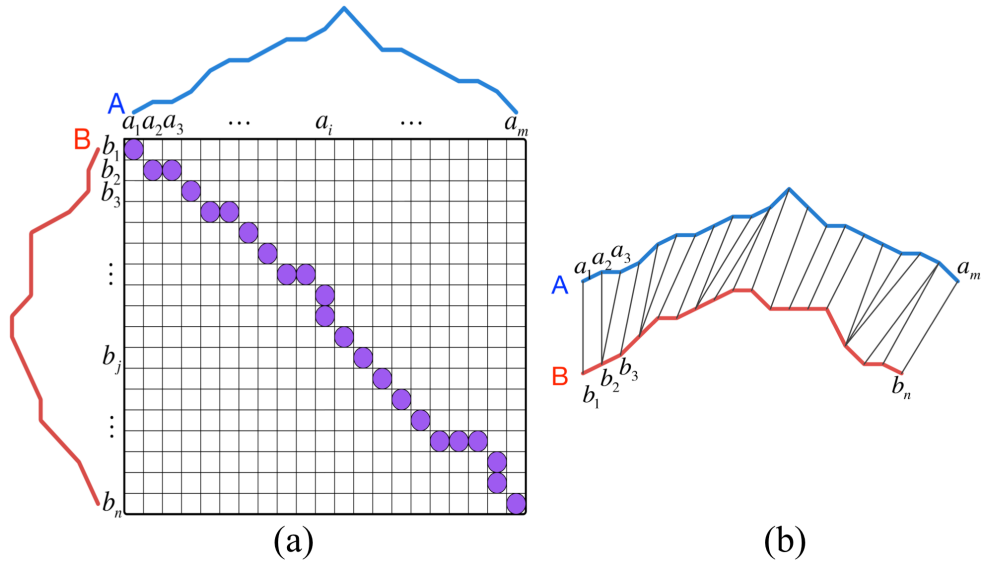 A
a1 a2 a3 ... ai ... am
B
b1
b2
b3
⋮
bj
⋮
bn
(a)
a1 a2 a3
am
A
B
b1 b2 b3
bn
(b)